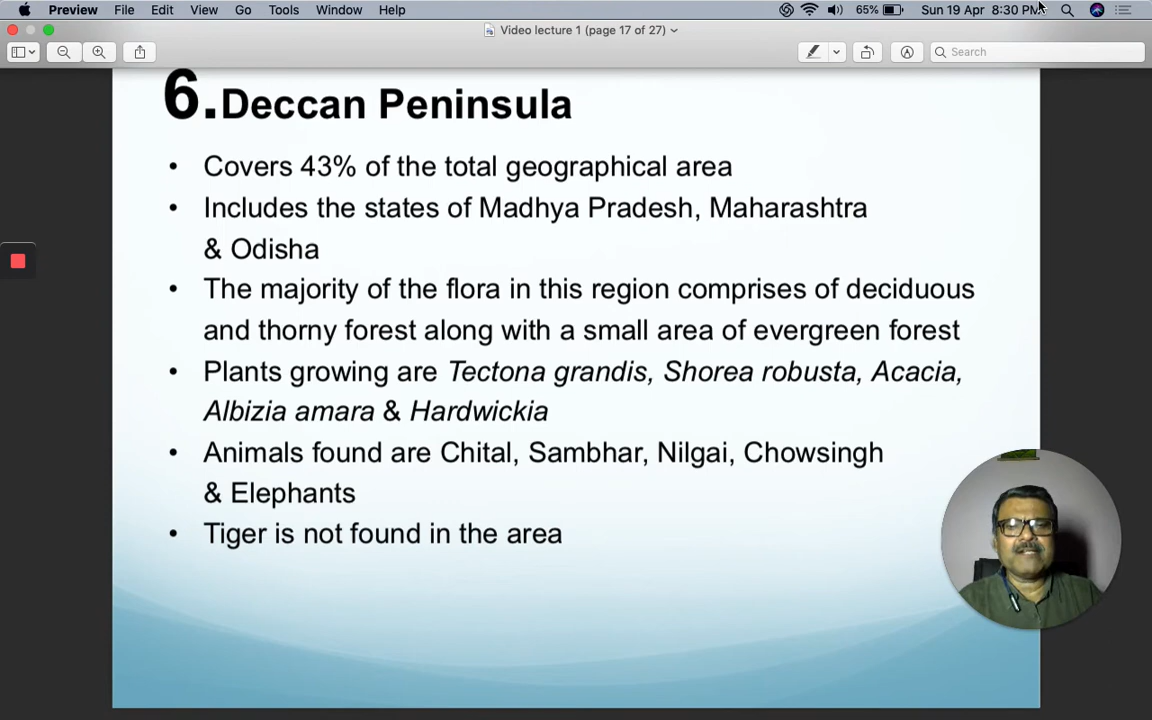 Preview File Edit View Go Tools Window Help 65% Sun 19 Apr 8:30 PM
Video lecture 1 (page 17 of 27)
Search
6.Deccan Peninsula
• Covers 43% of the total geographical area
• Includes the states of Madhya Pradesh, Maharashtra
& Odisha
• The majority of the flora in this region comprises of deciduous
and thorny forest along with a small area of evergreen forest
• Plants growing are Tectona grandis, Shorea robusta, Acacia,
Albizia amara & Hardwickia
• Animals found are Chital, Sambhar, Nilgai, Chowsingh
& Elephants
• Tiger is not found in the area